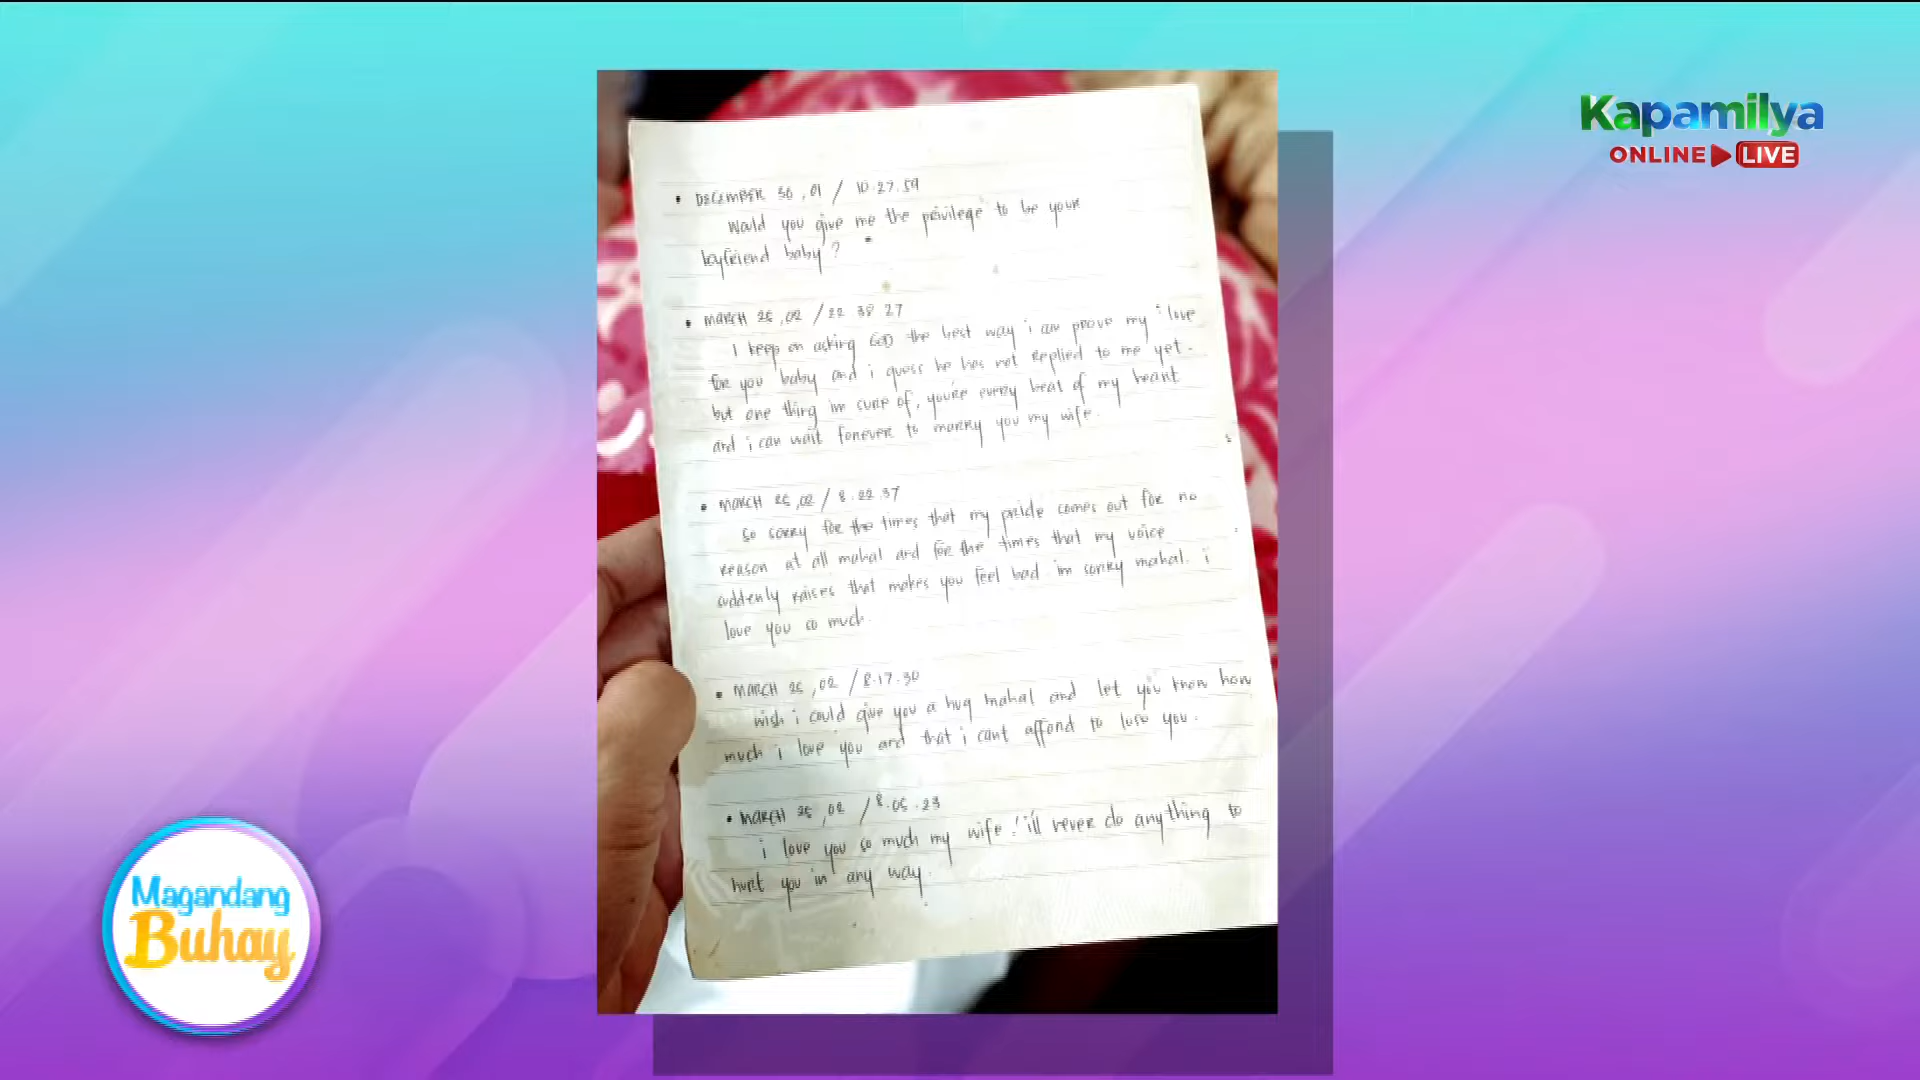 Kapamilya
ONLINE LIVE
• DECEMBER 30, 01 / 10.27.59
Would you give me the privilege to be your
boyfriend baby?
• MARCH 25, 02 / 22 38 27
I keep on asking GOD the best way i can prove my love
for you baby and i guess he has not replied to me yet.
but one thing im sure of, you're every beat of my heart
and i can wait forever to marry you my wife.
• MARCH 25, 02 / 8.22.37
so sorry for the times that my pride comes out for no
reason at all mahal and for the times that my voice
suddenly raises that makes you feel bad im sorry mahal. i
love you so much.
• MARCH 25, 02 / 8.17.30
wish i could give you a hug mahal and let you know how
much i love you and that i cant afford to lose you.
• MARCH 25, 02 / 8.05.23
i love you so much my wife! i'll never do anything to
hurt you in any way.
Magandang
Buhay